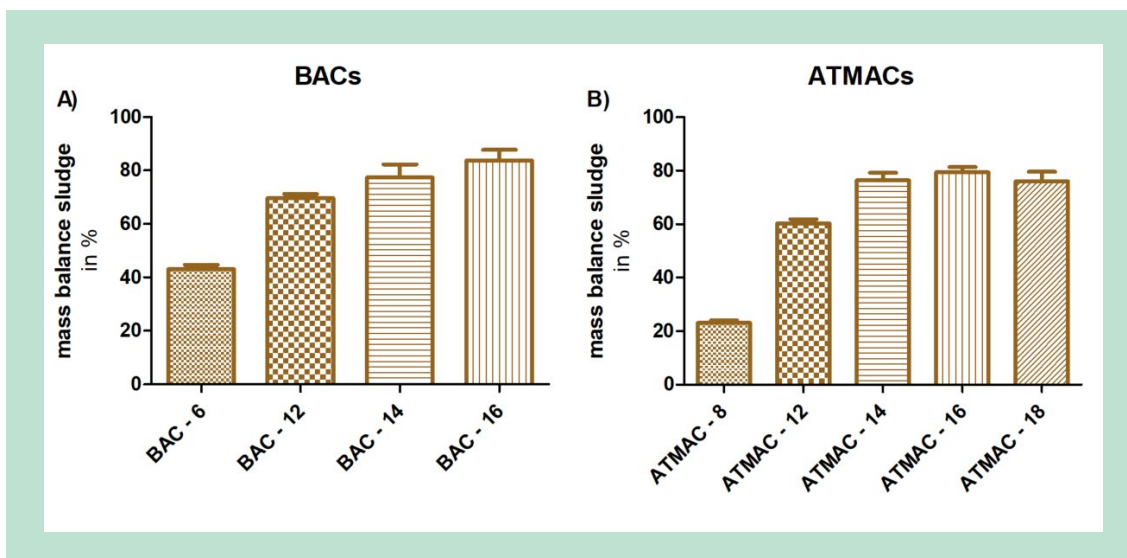 BACs
A)
mass balance sludge
in %
100
80
60
40
20
0
BAC - 6
BAC - 12
BAC - 14
BAC - 16
ATMACs
B)
mass balance sludge
in %
100
80
60
40
20
0
ATMAC - 8
ATMAC - 12
ATMAC - 14
ATMAC - 16
ATMAC - 18